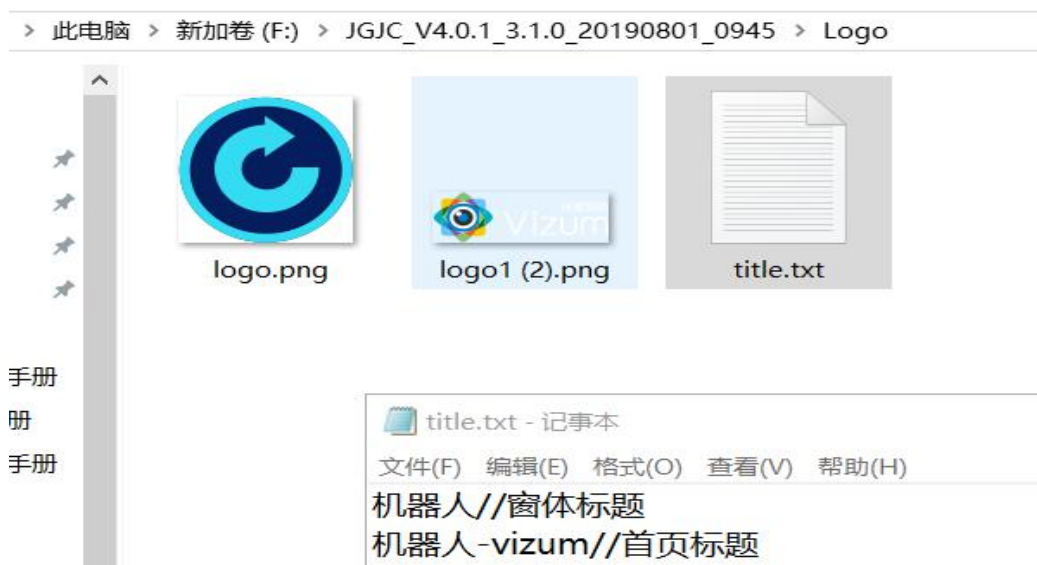 > 此电脑 > 新加卷 (F:) > JGJC_V4.0.1_3.1.0_20190801_0945 > Logo
Vizum
logo.png
logo1 (2).png
title.txt
手册
册
手册
title.txt - 记事本
文件(F) 编辑(E) 格式(O) 查看(V) 帮助(H)
机器人//窗体标题
机器人-vizum//首页标题